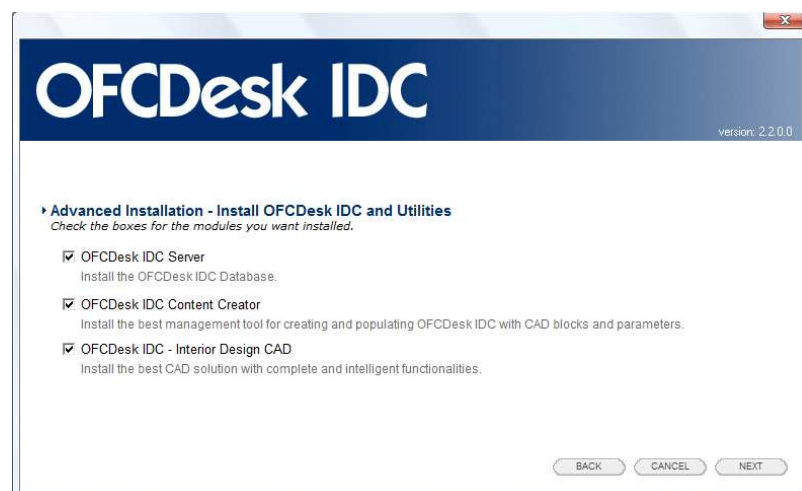 OFCDesk IDC
version: 2.2.0.0
Advanced Installation - Install OFCDesk IDC and Utilities
Check the boxes for the modules you want installed.
OFCDesk IDC Server
Install the OFCDesk IDC Database.
OFCDesk IDC Content Creator
Install the best management tool for creating and populating OFCDesk IDC with CAD blocks and parameters.
OFCDesk IDC - Interior Design CAD
Install the best CAD solution with complete and intelligent functionalities.
BACK CANCEL NEXT